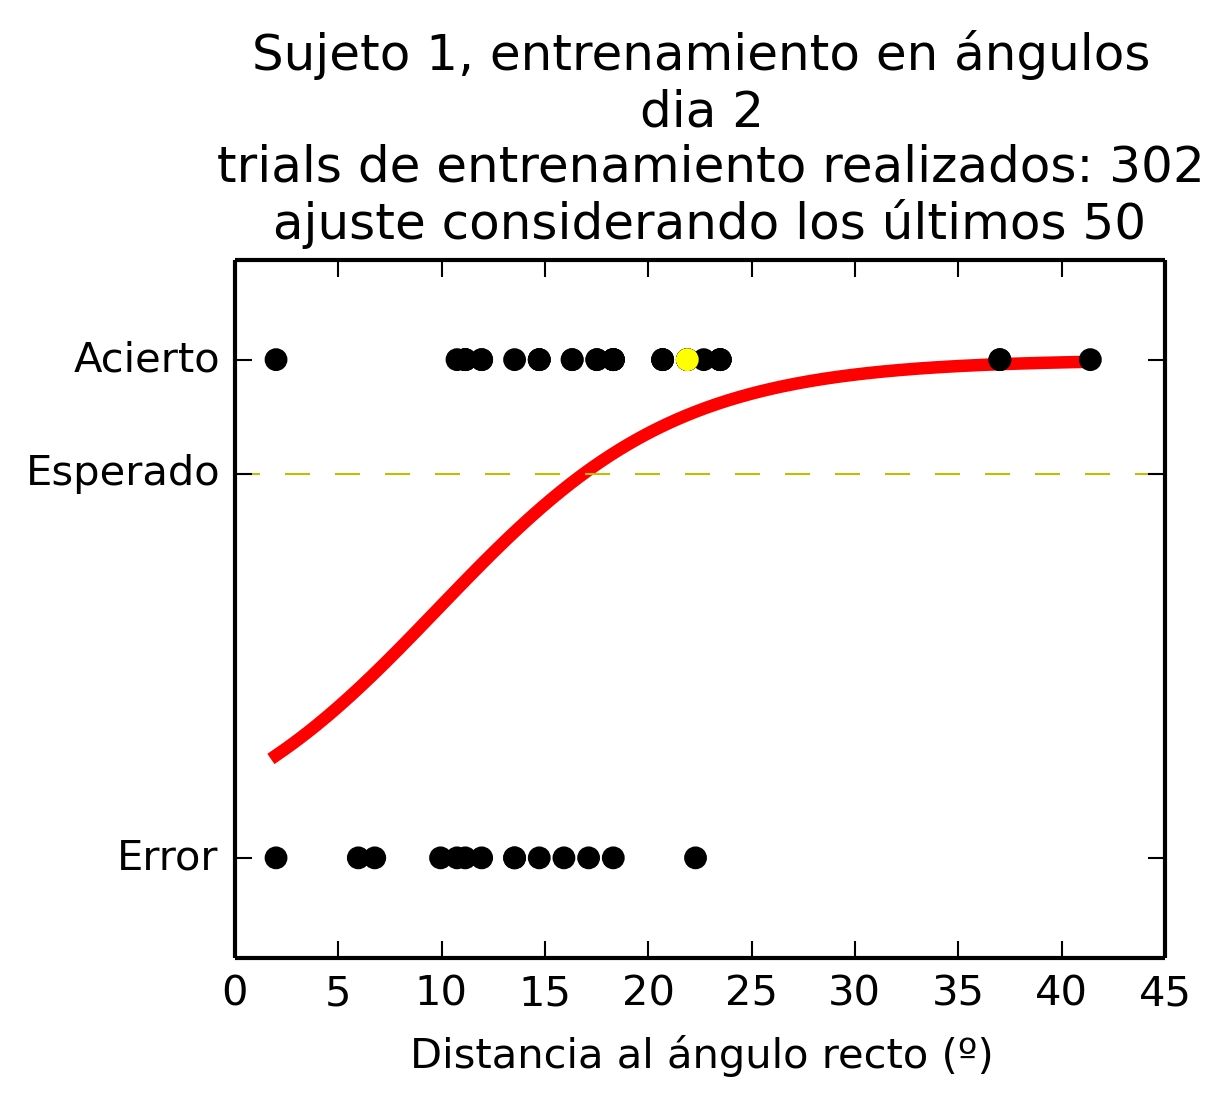 Sujeto 1, entrenamiento en ángulos
dia 2
trials de entrenamiento realizados: 302
ajuste considerando los últimos 50
Acierto
Esperado
Error
0 5 10 15 20 25 30 35 40 45
Distancia al ángulo recto (º)